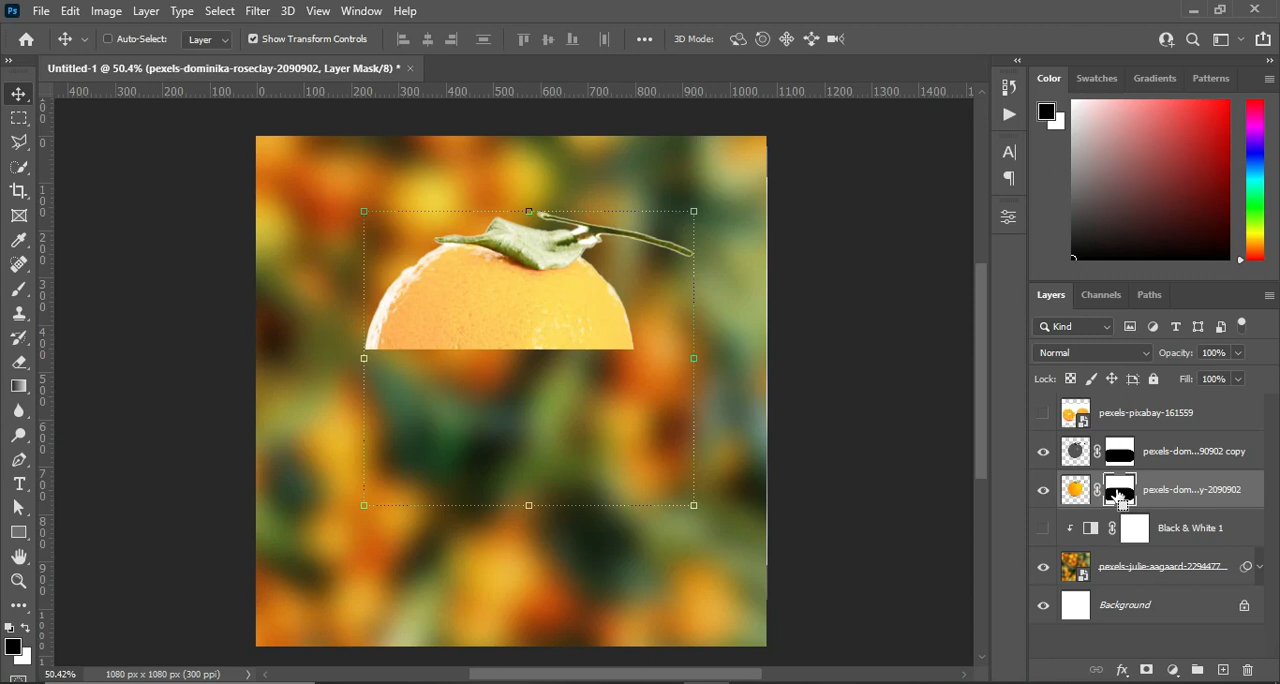 Ps File Edit Image Layer Type Select Filter 3D View Window Help
Auto-Select: Layer Show Transform Controls 3D Mode:
Untitled-1 @ 50.4% (pexels-dominika-roseclay-2090902, Layer Mask/8) *
400 300 200 100 0 100 200 300 400 500 600 700 800 900 1000 1100 1200 1300 1400
Color Swatches Gradients Patterns
Layers Channels Paths
Kind
Normal Opacity: 100%
Lock: Fill: 100%
pexels-pixabay-161559
pexels-dom...90902 copy
pexels-dom...y-2090902
Black & White 1
pexels-julie-aagaard-2294477...
Background
50.42% 1080 px x 1080 px (300 ppi)